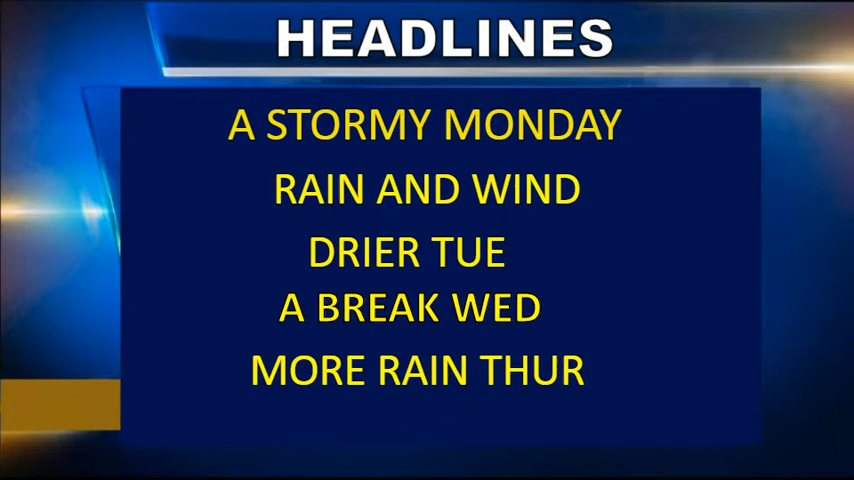 HEADLINES
A STORMY MONDAY
RAIN AND WIND
DRIER TUE
A BREAK WED
MORE RAIN THUR